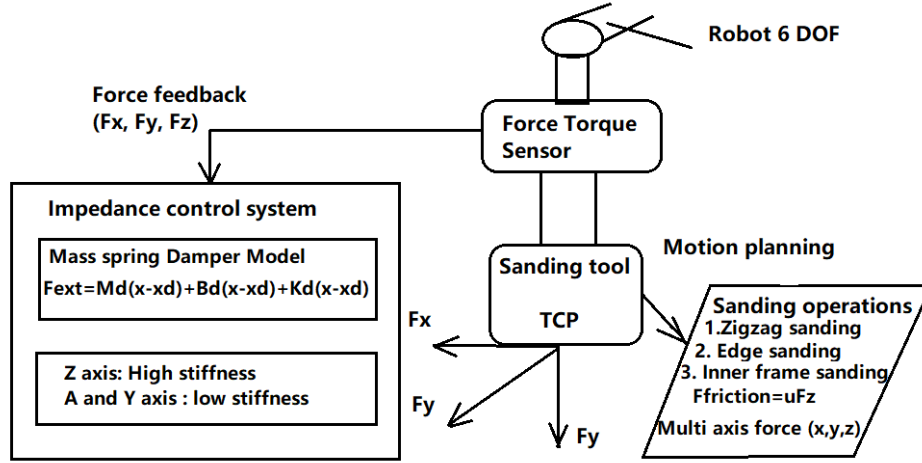 Robot 6 DOF
Force feedback
(Fx, Fy, Fz)
Force Torque
Sensor
Impedance control system
Mass spring Damper Model
Fext=Md(x-xd)+Bd(x-xd)+Kd(x-xd)
Z axis: High stiffness
A and Y axis : low stiffness
Sanding tool
TCP
Fx
Fy
Fy
Motion planning
Sanding operations
1.Zigzag sanding
2. Edge sanding
3. Inner frame sanding
Ffriction=uFz
Multi axis force (x,y,z)